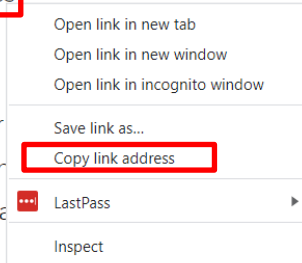 Open link in new tab
Open link in new window
Open link in incognito window
Save link as...
Copy link address
LastPass
Inspect